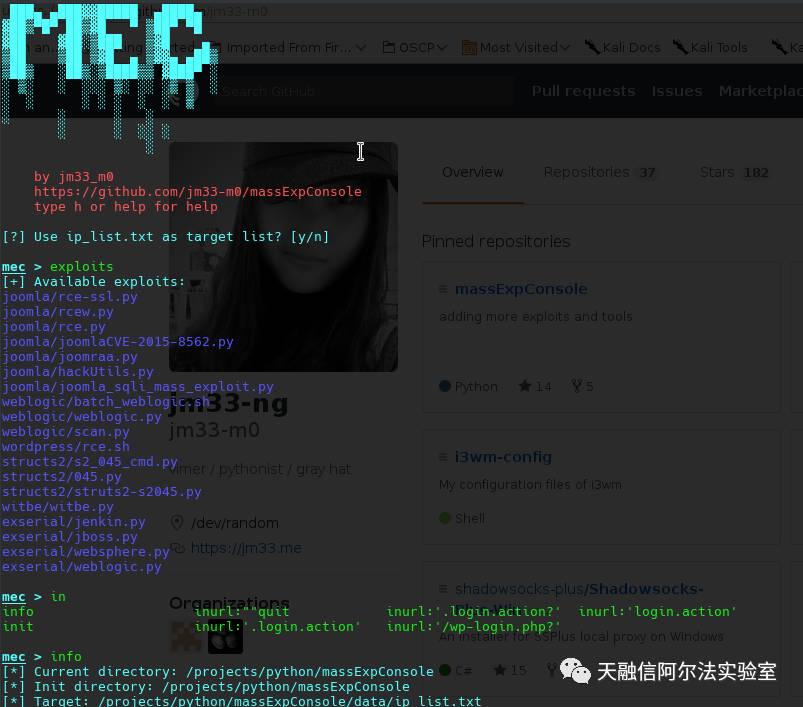 MEC
github.com/jm33-m0
Imported From Fir...
OSCP
Most Visited
Kali Docs
Kali Tools
Search GitHub
Pull requests
Issues
Marketplac
by jm33_m0
https://github.com/jm33-m0/massExpConsole
type h or help for help
[?] Use ip_list.txt as target list? [y/n]
mec > exploits
[+] Available exploits:
joomla/rce-ssl.py
joomla/rcew.py
joomla/rce.py
joomla/joomlaCVE-2015-8562.py
joomla/joomraa.py
joomla/hackUtils.py
joomla/joomla_sqli_mass_exploit.py
weblogic/batch_weblogic.sh
weblogic/weblogic.py
weblogic/scan.py
wordpress/rce.sh
structs2/s2_045_cmd.py
structs2/045.py
structs2/struts2-s2045.py
witbe/witbe.py
exserial/jenkin.py
exserial/jboss.py
exserial/websphere.py
exserial/weblogic.py
mec > in
info inurl:""quit inurl:'.login.action?' inurl:'login.action'
init inurl:'.login.action' inurl:'/wp-login.php?'
mec > info
[*] Current directory: /projects/python/massExpConsole
[*] Init directory: /projects/python/massExpConsole
[*] Target: /projects/python/massExpConsole/data/ip_list.txt
jm33-ng
jm33-m0
vimer / pythonist / gray hat
/dev/random
https://jm33.me
Organizations
Overview
Repositories 37
Stars 182
Pinned repositories
massExpConsole
adding more exploits and tools
Python 14 5
i3wm-config
My configuration files of i3wm
Shell
shadowsocks-plus/Shadowsocks-
An installer for SSPlus local proxy on Windows
C# 15
天融信阿尔法实验室